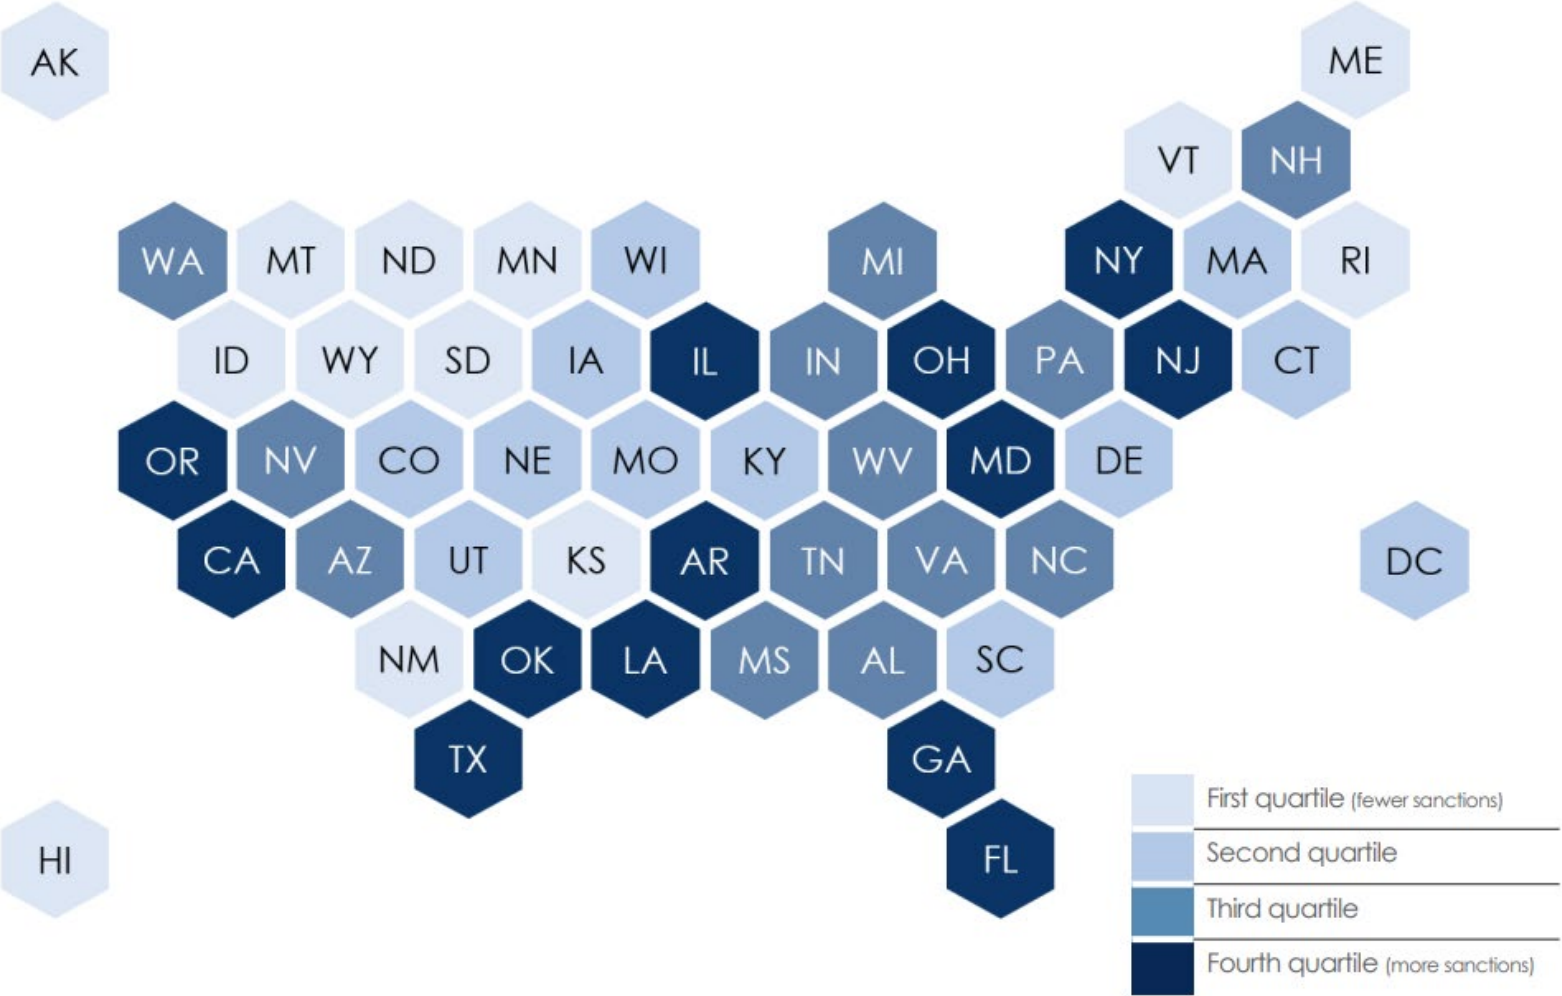 AK ME
VT NH
WA MT ND MN WI MI NY MA RI
ID WY SD IA IL IN OH PA NJ CT
OR NV CO NE MO KY WV MD DE
CA AZ UT KS AR TN VA NC DC
NM OK LA MS AL SC
TX GA
HI FL
First quartile (fewer sanctions)
Second quartile
Third quartile
Fourth quartile (more sanctions)